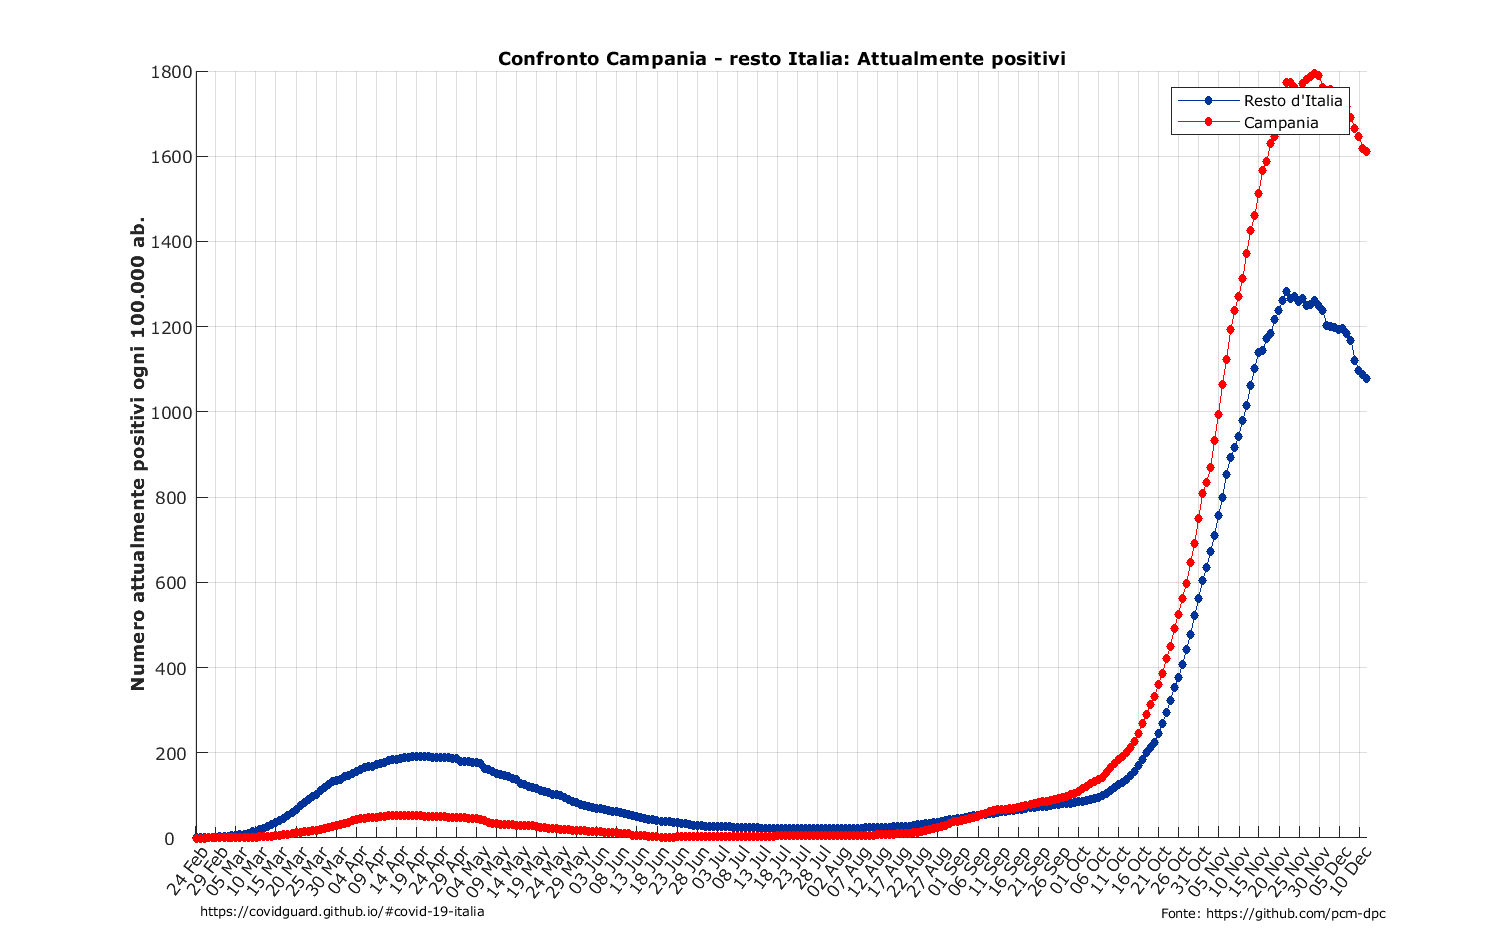 Confronto Campania - resto Italia: Attualmente positivi
Numero attualmente positivi ogni 100.000 ab.
1800
1600
1400
1200
1000
800
600
400
200
0
Resto d'Italia
Campania
24 Feb
29 Feb
05 Mar
10 Mar
15 Mar
20 Mar
25 Mar
30 Mar
04 Apr
09 Apr
14 Apr
19 Apr
24 Apr
29 Apr
04 May
09 May
14 May
19 May
24 May
29 May
03 Jun
08 Jun
13 Jun
18 Jun
23 Jun
28 Jun
03 Jul
08 Jul
13 Jul
18 Jul
23 Jul
28 Jul
02 Aug
07 Aug
12 Aug
17 Aug
22 Aug
27 Aug
01 Sep
06 Sep
11 Sep
16 Sep
21 Sep
26 Sep
01 Oct
06 Oct
11 Oct
16 Oct
21 Oct
26 Oct
31 Oct
05 Nov
10 Nov
15 Nov
20 Nov
25 Nov
30 Nov
05 Dec
10 Dec
https://covidguard.github.io/#covid-19-italia
Fonte: https://github.com/pcm-dpc